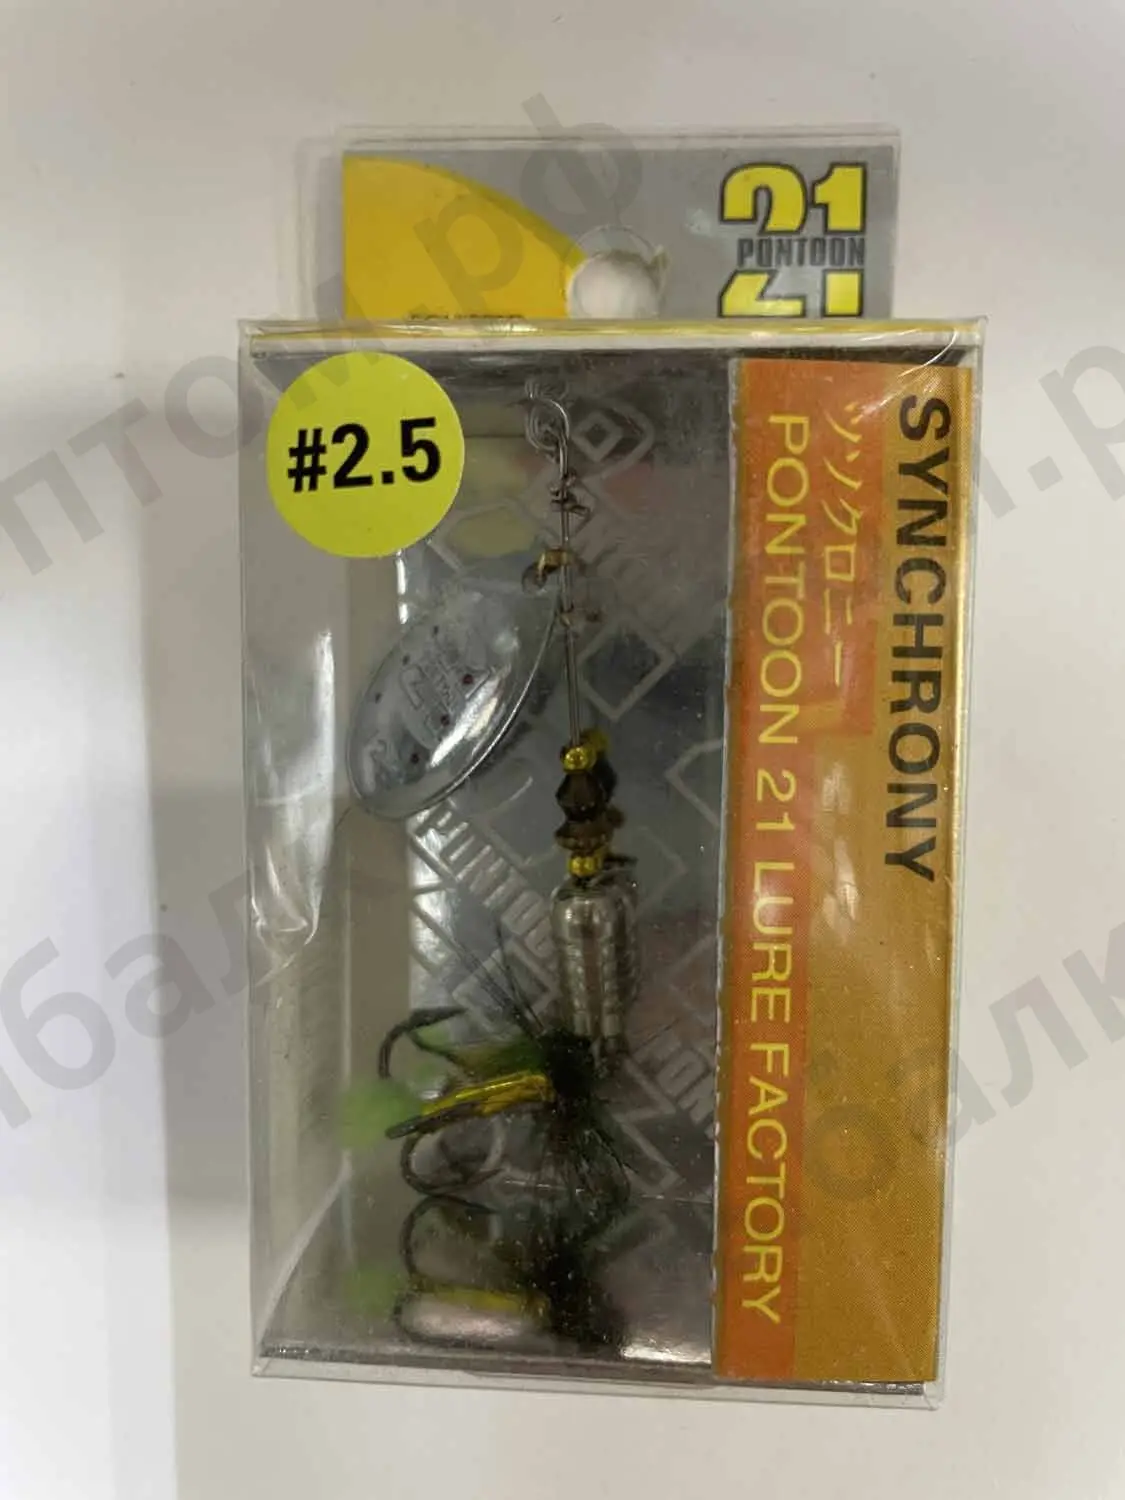 21
PONTOON
#2.5
SYNCHRONY
シンクロニー
PONTOON 21 LURE FACTORY